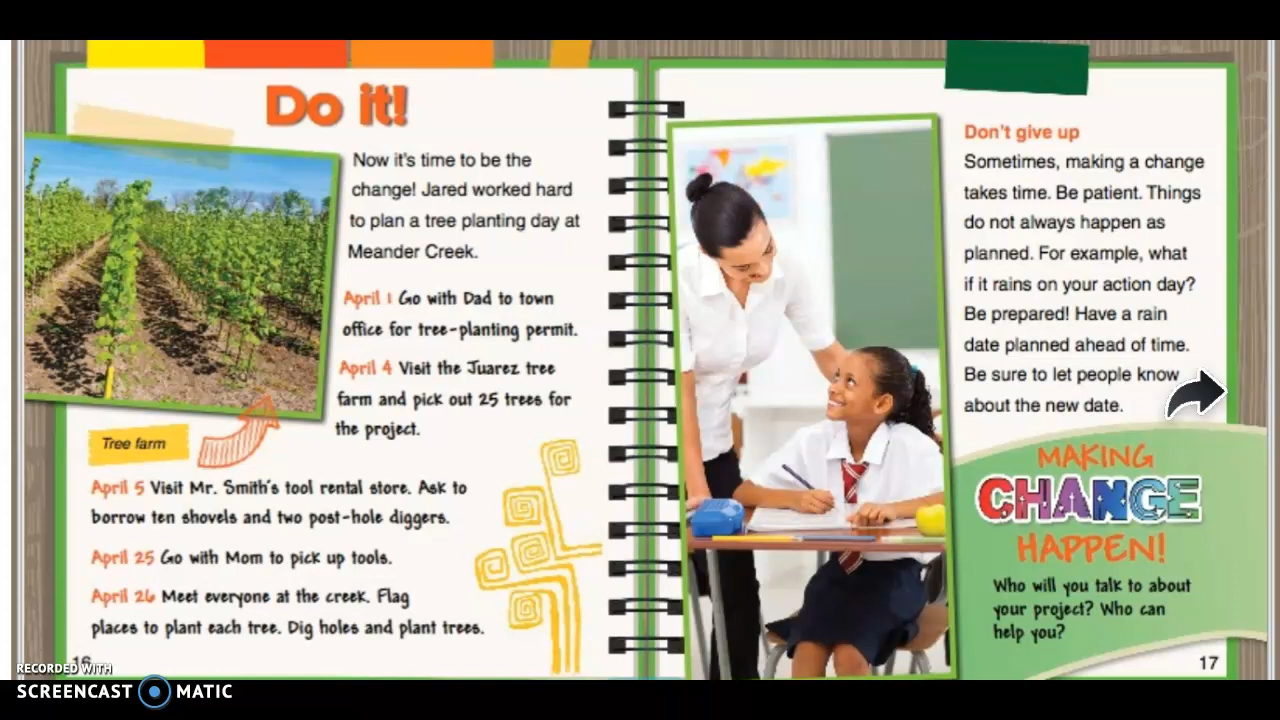 Do it!
Now it's time to be the
change! Jared worked hard
to plan a tree planting day at
Meander Creek.
April 1 Go with Dad to town
office for tree-planting permit.
April 4 Visit the Juarez tree
farm and pick out 25 trees for
the project.
Tree farm
April 5 Visit Mr. Smith's tool rental store. Ask to
borrow ten shovels and two post-hole diggers.
April 25 Go with Mom to pick up tools.
April 26 Meet everyone at the creek. Flag
places to plant each tree. Dig holes and plant trees.
16
Don't give up
Sometimes, making a change
takes time. Be patient. Things
do not always happen as
planned. For example, what
if it rains on your action day?
Be prepared! Have a rain
date planned ahead of time.
Be sure to let people know
about the new date.
MAKING
CHANGE
HAPPEN!
Who will you talk to about
your project? Who can
help you?
17
RECORDED WITH
SCREENCAST MATIC